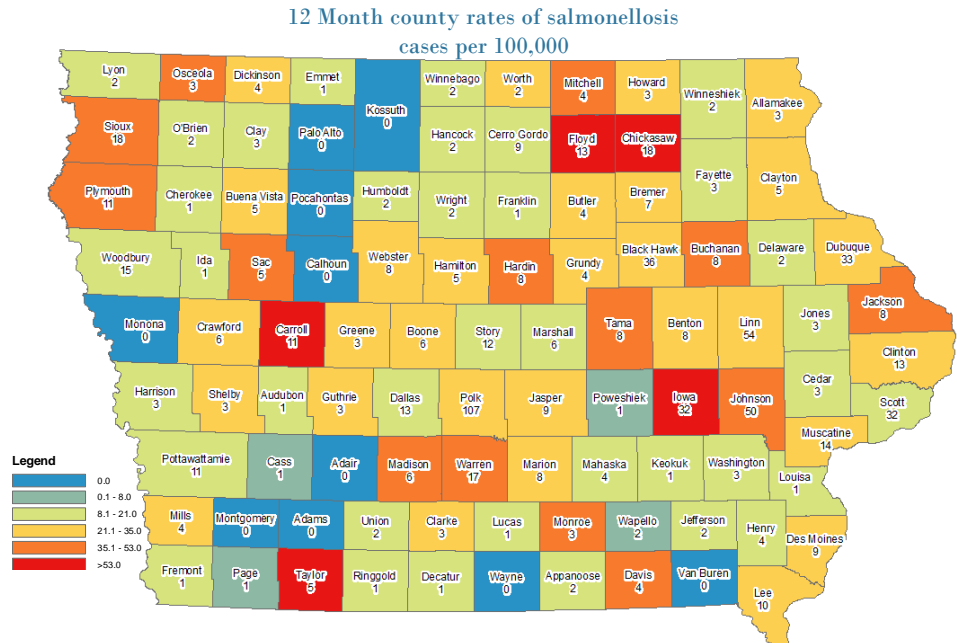 12 Month county rates of salmonellosis
cases per 100,000
Lyon
2
Osceola
3
Dickinson
4
Emmet
1
Kossuth
0
Winnebago
2
Worth
2
Mitchell
4
Howard
3
Winneshiek
2
Allamakee
3
Sioux
18
O'Brien
2
Clay
3
Palo Alto
0
Hancock
2
Cerro Gordo
9
Floyd
13
Chickasaw
18
Plymouth
11
Cherokee
1
Buena Vista
5
Pocahontas
0
Humboldt
2
Wright
2
Franklin
1
Butler
4
Bremer
7
Fayette
3
Clayton
5
Woodbury
15
Ida
1
Sac
5
Calhoun
0
Webster
8
Hamilton
5
Hardin
8
Grundy
4
Black Hawk
36
Buchanan
8
Delaware
2
Dubuque
33
Monona
0
Crawford
6
Carroll
11
Greene
3
Boone
6
Story
12
Marshall
6
Tama
8
Benton
8
Linn
54
Jones
3
Jackson
8
Clinton
13
Harrison
3
Shelby
3
Audubon
1
Guthrie
3
Dallas
13
Polk
107
Jasper
9
Poweshiek
1
Iowa
32
Johnson
50
Cedar
3
Scott
32
Muscatine
14
Pottawattamie
11
Cass
1
Adair
0
Madison
6
Warren
17
Marion
8
Mahaska
4
Keokuk
1
Washington
3
Louisa
1
Mills
4
Montgomery
0
Adams
0
Union
2
Clarke
3
Lucas
1
Monroe
3
Wapello
2
Jefferson
2
Henry
4
Des Moines
9
Fremont
1
Page
1
Taylor
5
Ringgold
1
Decatur
1
Wayne
0
Appanoose
2
Davis
4
Van Buren
0
Lee
10
Legend
0.0
0.1 - 8.0
8.1 - 21.0
21.1 - 35.0
35.1 - 53.0
>53.0